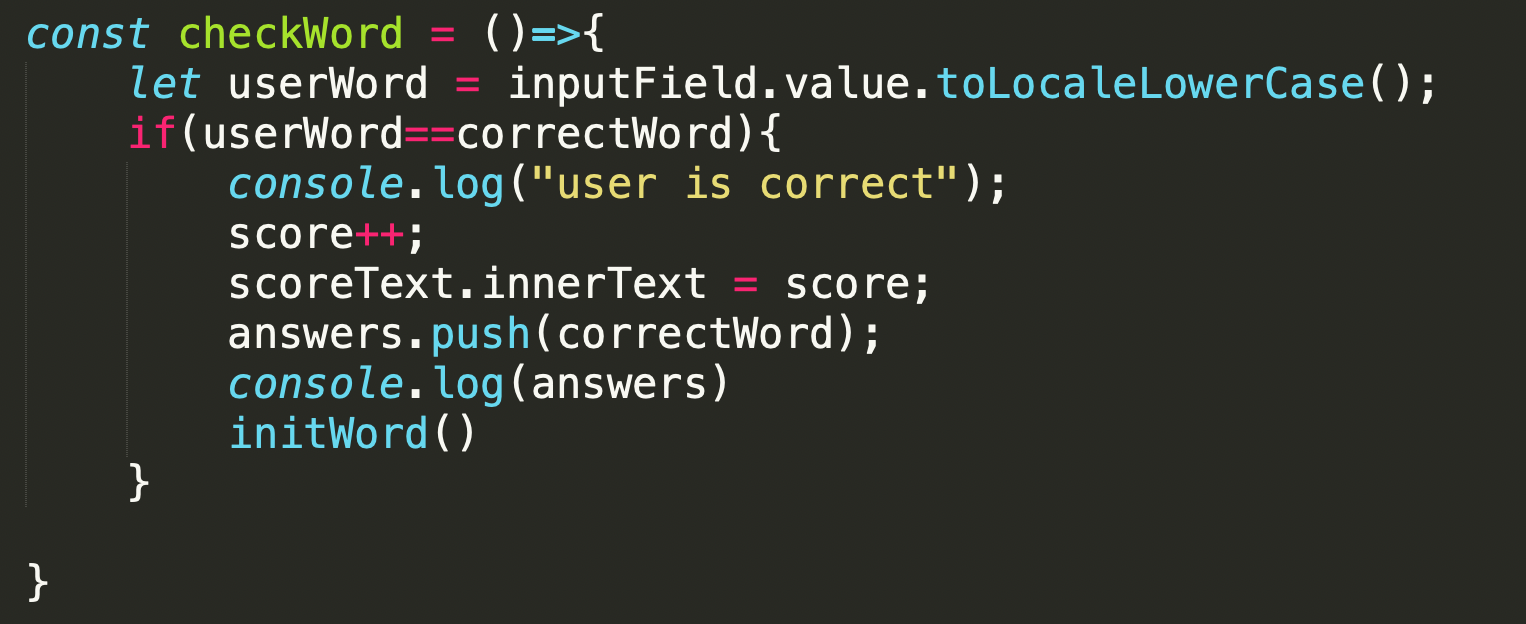 const checkWord = ()=>{
    let userWord = inputField.value.toLocaleLowerCase();
    if(userWord==correctWord){
        console.log("user is correct");
        score++;
        scoreText.innerText = score;
        answers.push(correctWord);
        console.log(answers)
        initWord()
    }
}